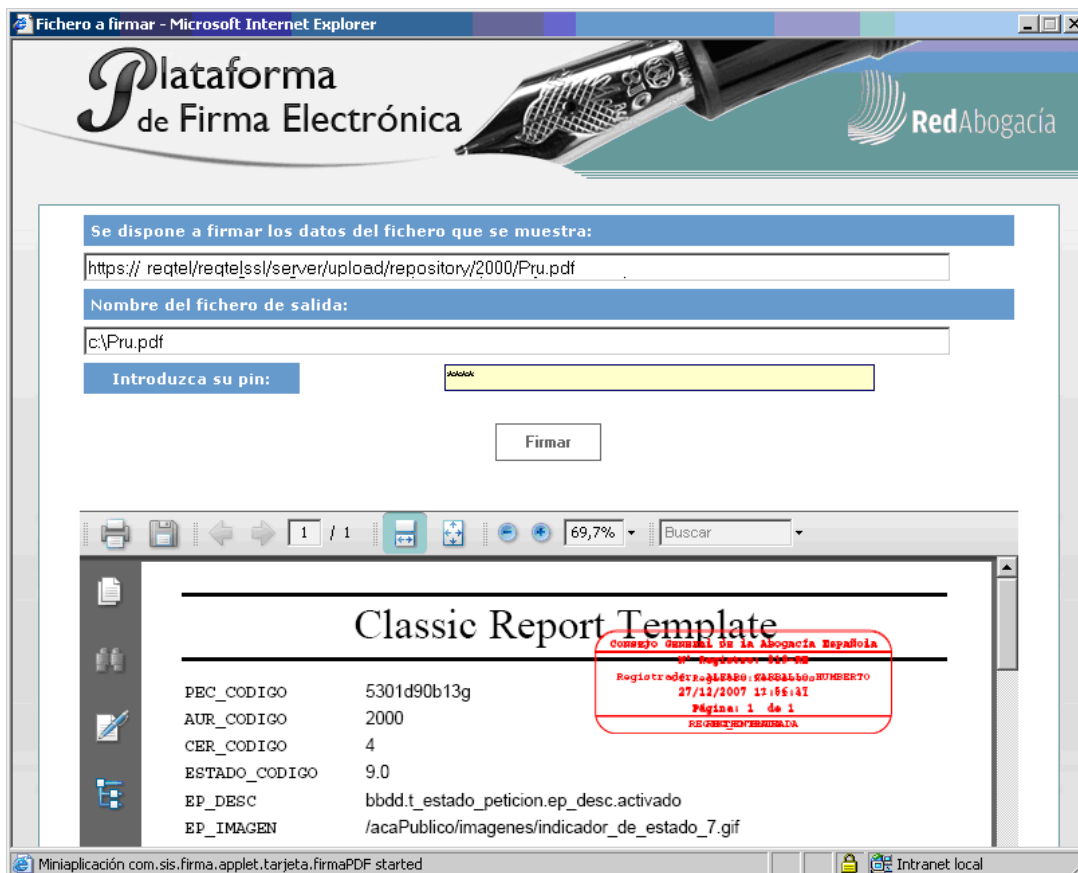 Fichero a firmar - Microsoft Internet Explorer
Plataforma
de Firma Electrónica
RedAbogacía
Se dispone a firmar los datos del fichero que se muestra:
https:// reqtel/reqtelssl/server/upload/repository/2000/Pru.pdf
Nombre del fichero de salida:
c:\Pru.pdf
Introduzca su pin:
****
Firmar
1 / 1
69,7%
Buscar
Classic Report Template
Consejo General de la Abogacía Española
Nº Registro:
27/12/2007
Página: 1 de 1
PEC_CODIGO 5301d90b13g
AUR_CODIGO 2000
CER_CODIGO 4
ESTADO_CODIGO 9.0
EP_DESC bbdd.t_estado_peticion.ep_desc.activado
EP_IMAGEN /acaPublico/imagenes/indicador_de_estado_7.gif
Miniaplicación com.sis.firma.applet.tarjeta.firmaPDF started
Intranet local